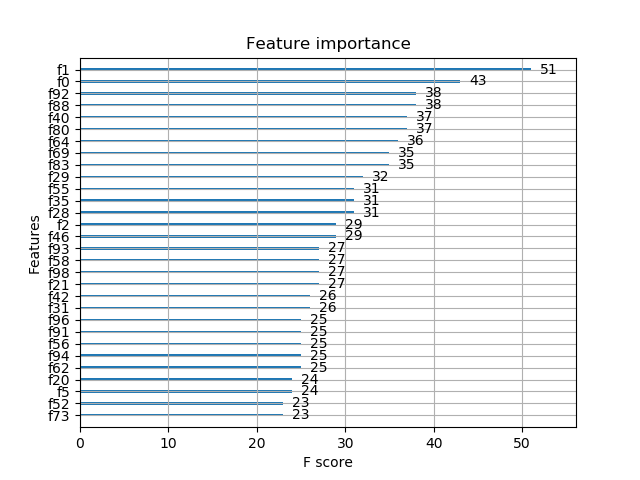 Feature importance
f1 51
f0 43
f92 38
f88 38
f40 37
f80 37
f64 36
f69 35
f83 35
f29 32
f55 31
f35 31
f28 31
f2 29
f46 29
f93 27
f58 27
f98 27
f21 27
f42 26
f31 26
f96 25
f91 25
f56 25
f94 25
f62 25
f20 24
f5 24
f52 23
f73 23
Features
0 10 20 30 40 50
F score